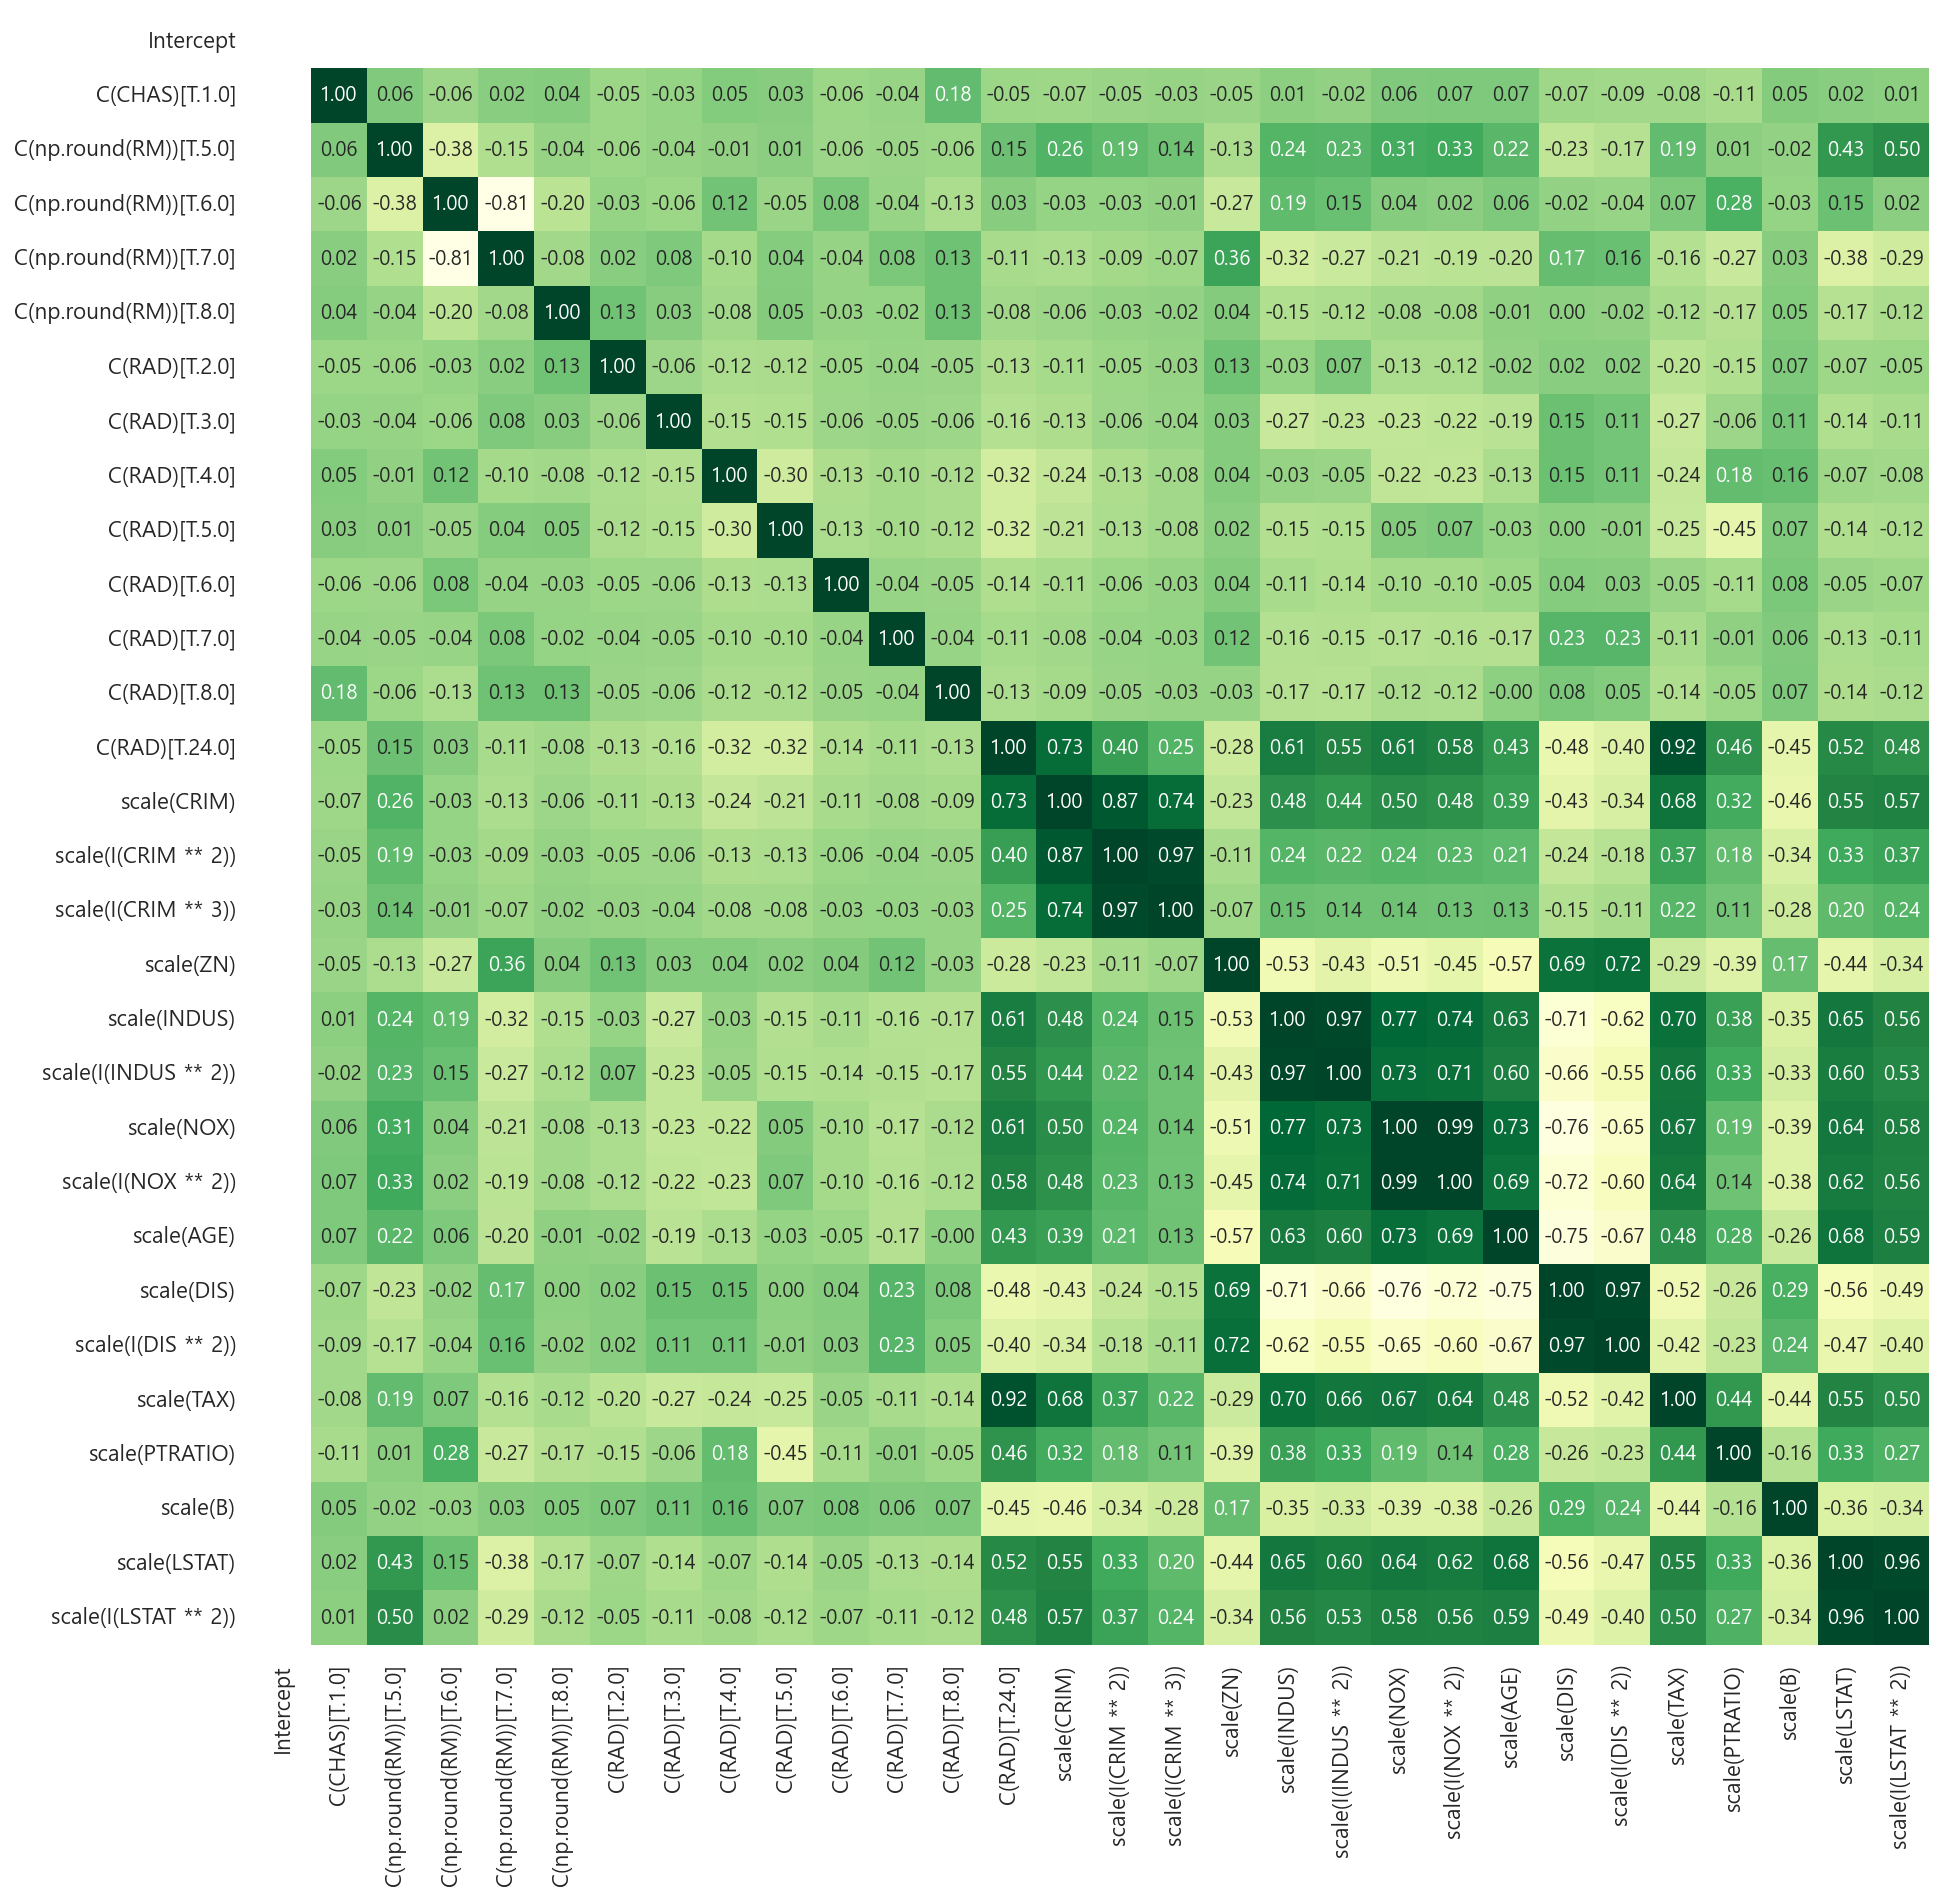 Intercept
C(CHAS)[T.1.0] 1.00 0.06 -0.06 0.02 0.04 -0.05 -0.03 0.05 0.03 -0.06 -0.04 0.18 -0.05 -0.07 -0.05 -0.03 -0.05 0.01 -0.02 0.06 0.07 0.07 -0.07 -0.09 -0.08 -0.11 0.05 0.02 0.01
C(np.round(RM))[T.5.0] 0.06 1.00 -0.38 -0.15 -0.04 -0.06 -0.04 -0.01 0.01 -0.06 -0.05 -0.06 0.15 0.26 0.19 0.14 -0.13 0.24 0.23 0.31 0.33 0.22 -0.23 -0.17 0.19 0.01 -0.02 0.43 0.50
C(np.round(RM))[T.6.0] -0.06 -0.38 1.00 -0.81 -0.20 -0.03 -0.06 0.12 -0.05 0.08 -0.04 -0.13 0.03 -0.03 -0.03 -0.01 -0.27 0.19 0.15 0.04 0.02 0.06 -0.02 -0.04 0.07 0.28 -0.03 0.15 0.02
C(np.round(RM))[T.7.0] 0.02 -0.15 -0.81 1.00 -0.08 0.02 0.08 -0.10 0.04 -0.04 0.08 0.13 -0.11 -0.13 -0.09 -0.07 0.36 -0.32 -0.27 -0.21 -0.19 -0.20 0.17 0.16 -0.16 -0.27 0.03 -0.38 -0.29
C(np.round(RM))[T.8.0] 0.04 -0.04 -0.20 -0.08 1.00 0.13 0.03 -0.08 0.05 -0.03 -0.02 0.13 -0.08 -0.06 -0.03 -0.02 0.04 -0.15 -0.12 -0.08 -0.08 -0.01 0.00 -0.02 -0.12 -0.17 0.05 -0.17 -0.12
C(RAD)[T.2.0] -0.05 -0.06 -0.03 0.02 0.13 1.00 -0.06 -0.12 -0.12 -0.05 -0.04 -0.05 -0.13 -0.11 -0.05 -0.03 0.13 -0.03 0.07 -0.13 -0.12 -0.02 0.02 0.02 -0.20 -0.15 0.07 -0.07 -0.05
C(RAD)[T.3.0] -0.03 -0.04 -0.06 0.08 0.03 -0.06 1.00 -0.15 -0.15 -0.06 -0.05 -0.06 -0.16 -0.13 -0.06 -0.04 0.03 -0.27 -0.23 -0.23 -0.22 -0.19 0.15 0.11 -0.27 -0.06 0.11 -0.14 -0.11
C(RAD)[T.4.0] 0.05 -0.01 0.12 -0.10 -0.08 -0.12 -0.15 1.00 -0.30 -0.13 -0.10 -0.12 -0.32 -0.24 -0.13 -0.08 0.04 -0.03 -0.05 -0.22 -0.23 -0.13 0.15 0.11 -0.24 0.18 0.16 -0.07 -0.08
C(RAD)[T.5.0] 0.03 0.01 -0.05 0.04 0.05 -0.12 -0.15 -0.30 1.00 -0.13 -0.10 -0.12 -0.32 -0.21 -0.13 -0.08 0.02 -0.15 -0.15 0.05 0.07 -0.03 0.00 -0.01 -0.25 -0.45 0.07 -0.14 -0.12
C(RAD)[T.6.0] -0.06 -0.06 0.08 -0.04 -0.03 -0.05 -0.06 -0.13 -0.13 1.00 -0.04 -0.05 -0.14 -0.11 -0.06 -0.03 0.04 -0.11 -0.14 -0.10 -0.10 -0.05 0.04 0.03 -0.05 -0.11 0.08 -0.05 -0.07
C(RAD)[T.7.0] -0.04 -0.05 -0.04 0.08 -0.02 -0.04 -0.05 -0.10 -0.10 -0.04 1.00 -0.04 -0.11 -0.08 -0.04 -0.03 0.12 -0.16 -0.15 -0.17 -0.16 -0.17 0.23 0.23 -0.11 -0.01 0.06 -0.13 -0.11
C(RAD)[T.8.0] 0.18 -0.06 -0.13 0.13 0.13 -0.05 -0.06 -0.12 -0.12 -0.05 -0.04 1.00 -0.13 -0.09 -0.05 -0.03 -0.03 -0.17 -0.17 -0.12 -0.12 -0.00 0.08 0.05 -0.14 -0.05 0.07 -0.14 -0.12
C(RAD)[T.24.0] -0.05 0.15 0.03 -0.11 -0.08 -0.13 -0.16 -0.32 -0.32 -0.14 -0.11 -0.13 1.00 0.73 0.40 0.25 -0.28 0.61 0.55 0.61 0.58 0.43 -0.48 -0.40 0.92 0.46 -0.45 0.52 0.48
scale(CRIM) -0.07 0.26 -0.03 -0.13 -0.06 -0.11 -0.13 -0.24 -0.21 -0.11 -0.08 -0.09 0.73 1.00 0.87 0.74 -0.23 0.48 0.44 0.50 0.48 0.39 -0.43 -0.34 0.68 0.32 -0.46 0.55 0.57
scale(I(CRIM ** 2)) -0.05 0.19 -0.03 -0.09 -0.03 -0.05 -0.06 -0.13 -0.13 -0.06 -0.04 -0.05 0.40 0.87 1.00 0.97 -0.11 0.24 0.22 0.24 0.23 0.21 -0.24 -0.18 0.37 0.18 -0.34 0.33 0.37
scale(I(CRIM ** 3)) -0.03 0.14 -0.01 -0.07 -0.02 -0.03 -0.04 -0.08 -0.08 -0.03 -0.03 -0.03 0.25 0.74 0.97 1.00 -0.07 0.15 0.14 0.14 0.13 0.13 -0.15 -0.11 0.22 0.11 -0.28 0.20 0.24
scale(ZN) -0.05 -0.13 -0.27 0.36 0.04 0.13 0.03 0.04 0.02 0.04 0.12 -0.03 -0.28 -0.23 -0.11 -0.07 1.00 -0.53 -0.43 -0.51 -0.45 -0.57 0.69 0.72 -0.29 -0.39 0.17 -0.44 -0.34
scale(INDUS) 0.01 0.24 0.19 -0.32 -0.15 -0.03 -0.27 -0.03 -0.15 -0.11 -0.16 -0.17 0.61 0.48 0.24 0.15 -0.53 1.00 0.97 0.77 0.74 0.63 -0.71 -0.62 0.70 0.38 -0.35 0.65 0.56
scale(I(INDUS ** 2)) -0.02 0.23 0.15 -0.27 -0.12 0.07 -0.23 -0.05 -0.15 -0.14 -0.15 -0.17 0.55 0.44 0.22 0.14 -0.43 0.97 1.00 0.73 0.71 0.60 -0.66 -0.55 0.66 0.33 -0.33 0.60 0.53
scale(NOX) 0.06 0.31 0.04 -0.21 -0.08 -0.13 -0.23 -0.22 0.05 -0.10 -0.17 -0.12 0.61 0.50 0.24 0.14 -0.51 0.77 0.73 1.00 0.99 0.73 -0.76 -0.65 0.67 0.19 -0.39 0.64 0.58
scale(I(NOX ** 2)) 0.07 0.33 0.02 -0.19 -0.08 -0.12 -0.22 -0.23 0.07 -0.10 -0.16 -0.12 0.58 0.48 0.23 0.13 -0.45 0.74 0.71 0.99 1.00 0.69 -0.72 -0.60 0.64 0.14 -0.38 0.62 0.56
scale(AGE) 0.07 0.22 0.06 -0.20 -0.01 -0.02 -0.19 -0.13 -0.03 -0.05 -0.17 -0.00 0.43 0.39 0.21 0.13 -0.57 0.63 0.60 0.73 0.69 1.00 -0.75 -0.67 0.48 0.28 -0.26 0.68 0.59
scale(DIS) -0.07 -0.23 -0.02 0.17 0.00 0.02 0.15 0.15 0.00 0.04 0.23 0.08 -0.48 -0.43 -0.24 -0.15 0.69 -0.71 -0.66 -0.76 -0.72 -0.75 1.00 0.97 -0.52 -0.26 0.29 -0.56 -0.49
scale(I(DIS ** 2)) -0.09 -0.17 -0.04 0.16 -0.02 0.02 0.11 0.11 -0.01 0.03 0.23 0.05 -0.40 -0.34 -0.18 -0.11 0.72 -0.62 -0.55 -0.65 -0.60 -0.67 0.97 1.00 -0.42 -0.23 0.24 -0.47 -0.40
scale(TAX) -0.08 0.19 0.07 -0.16 -0.12 -0.20 -0.27 -0.24 -0.25 -0.05 -0.11 -0.14 0.92 0.68 0.37 0.22 -0.29 0.70 0.66 0.67 0.64 0.48 -0.52 -0.42 1.00 0.44 -0.44 0.55 0.50
scale(PTRATIO) -0.11 0.01 0.28 -0.27 -0.17 -0.15 -0.06 0.18 -0.45 -0.11 -0.01 -0.05 0.46 0.32 0.18 0.11 -0.39 0.38 0.33 0.19 0.14 0.28 -0.26 -0.23 0.44 1.00 -0.16 0.33 0.27
scale(B) 0.05 -0.02 -0.03 0.03 0.05 0.07 0.11 0.16 0.07 0.08 0.06 0.07 -0.45 -0.46 -0.34 -0.28 0.17 -0.35 -0.33 -0.39 -0.38 -0.26 0.29 0.24 -0.44 -0.16 1.00 -0.36 -0.34
scale(LSTAT) 0.02 0.43 0.15 -0.38 -0.17 -0.07 -0.14 -0.07 -0.14 -0.05 -0.13 -0.14 0.52 0.55 0.33 0.20 -0.44 0.65 0.60 0.64 0.62 0.68 -0.56 -0.47 0.55 0.33 -0.36 1.00 0.96
scale(I(LSTAT ** 2)) 0.01 0.50 0.02 -0.29 -0.12 -0.05 -0.11 -0.08 -0.12 -0.07 -0.11 -0.12 0.48 0.57 0.37 0.24 -0.34 0.56 0.53 0.58 0.56 0.59 -0.49 -0.40 0.50 0.27 -0.34 0.96 1.00
Intercept
C(CHAS)[T.1.0]
C(np.round(RM))[T.5.0]
C(np.round(RM))[T.6.0]
C(np.round(RM))[T.7.0]
C(np.round(RM))[T.8.0]
C(RAD)[T.2.0]
C(RAD)[T.3.0]
C(RAD)[T.4.0]
C(RAD)[T.5.0]
C(RAD)[T.6.0]
C(RAD)[T.7.0]
C(RAD)[T.8.0]
C(RAD)[T.24.0]
scale(CRIM)
scale(I(CRIM ** 2))
scale(I(CRIM ** 3))
scale(ZN)
scale(INDUS)
scale(I(INDUS ** 2))
scale(NOX)
scale(I(NOX ** 2))
scale(AGE)
scale(DIS)
scale(I(DIS ** 2))
scale(TAX)
scale(PTRATIO)
scale(B)
scale(LSTAT)
scale(I(LSTAT ** 2))